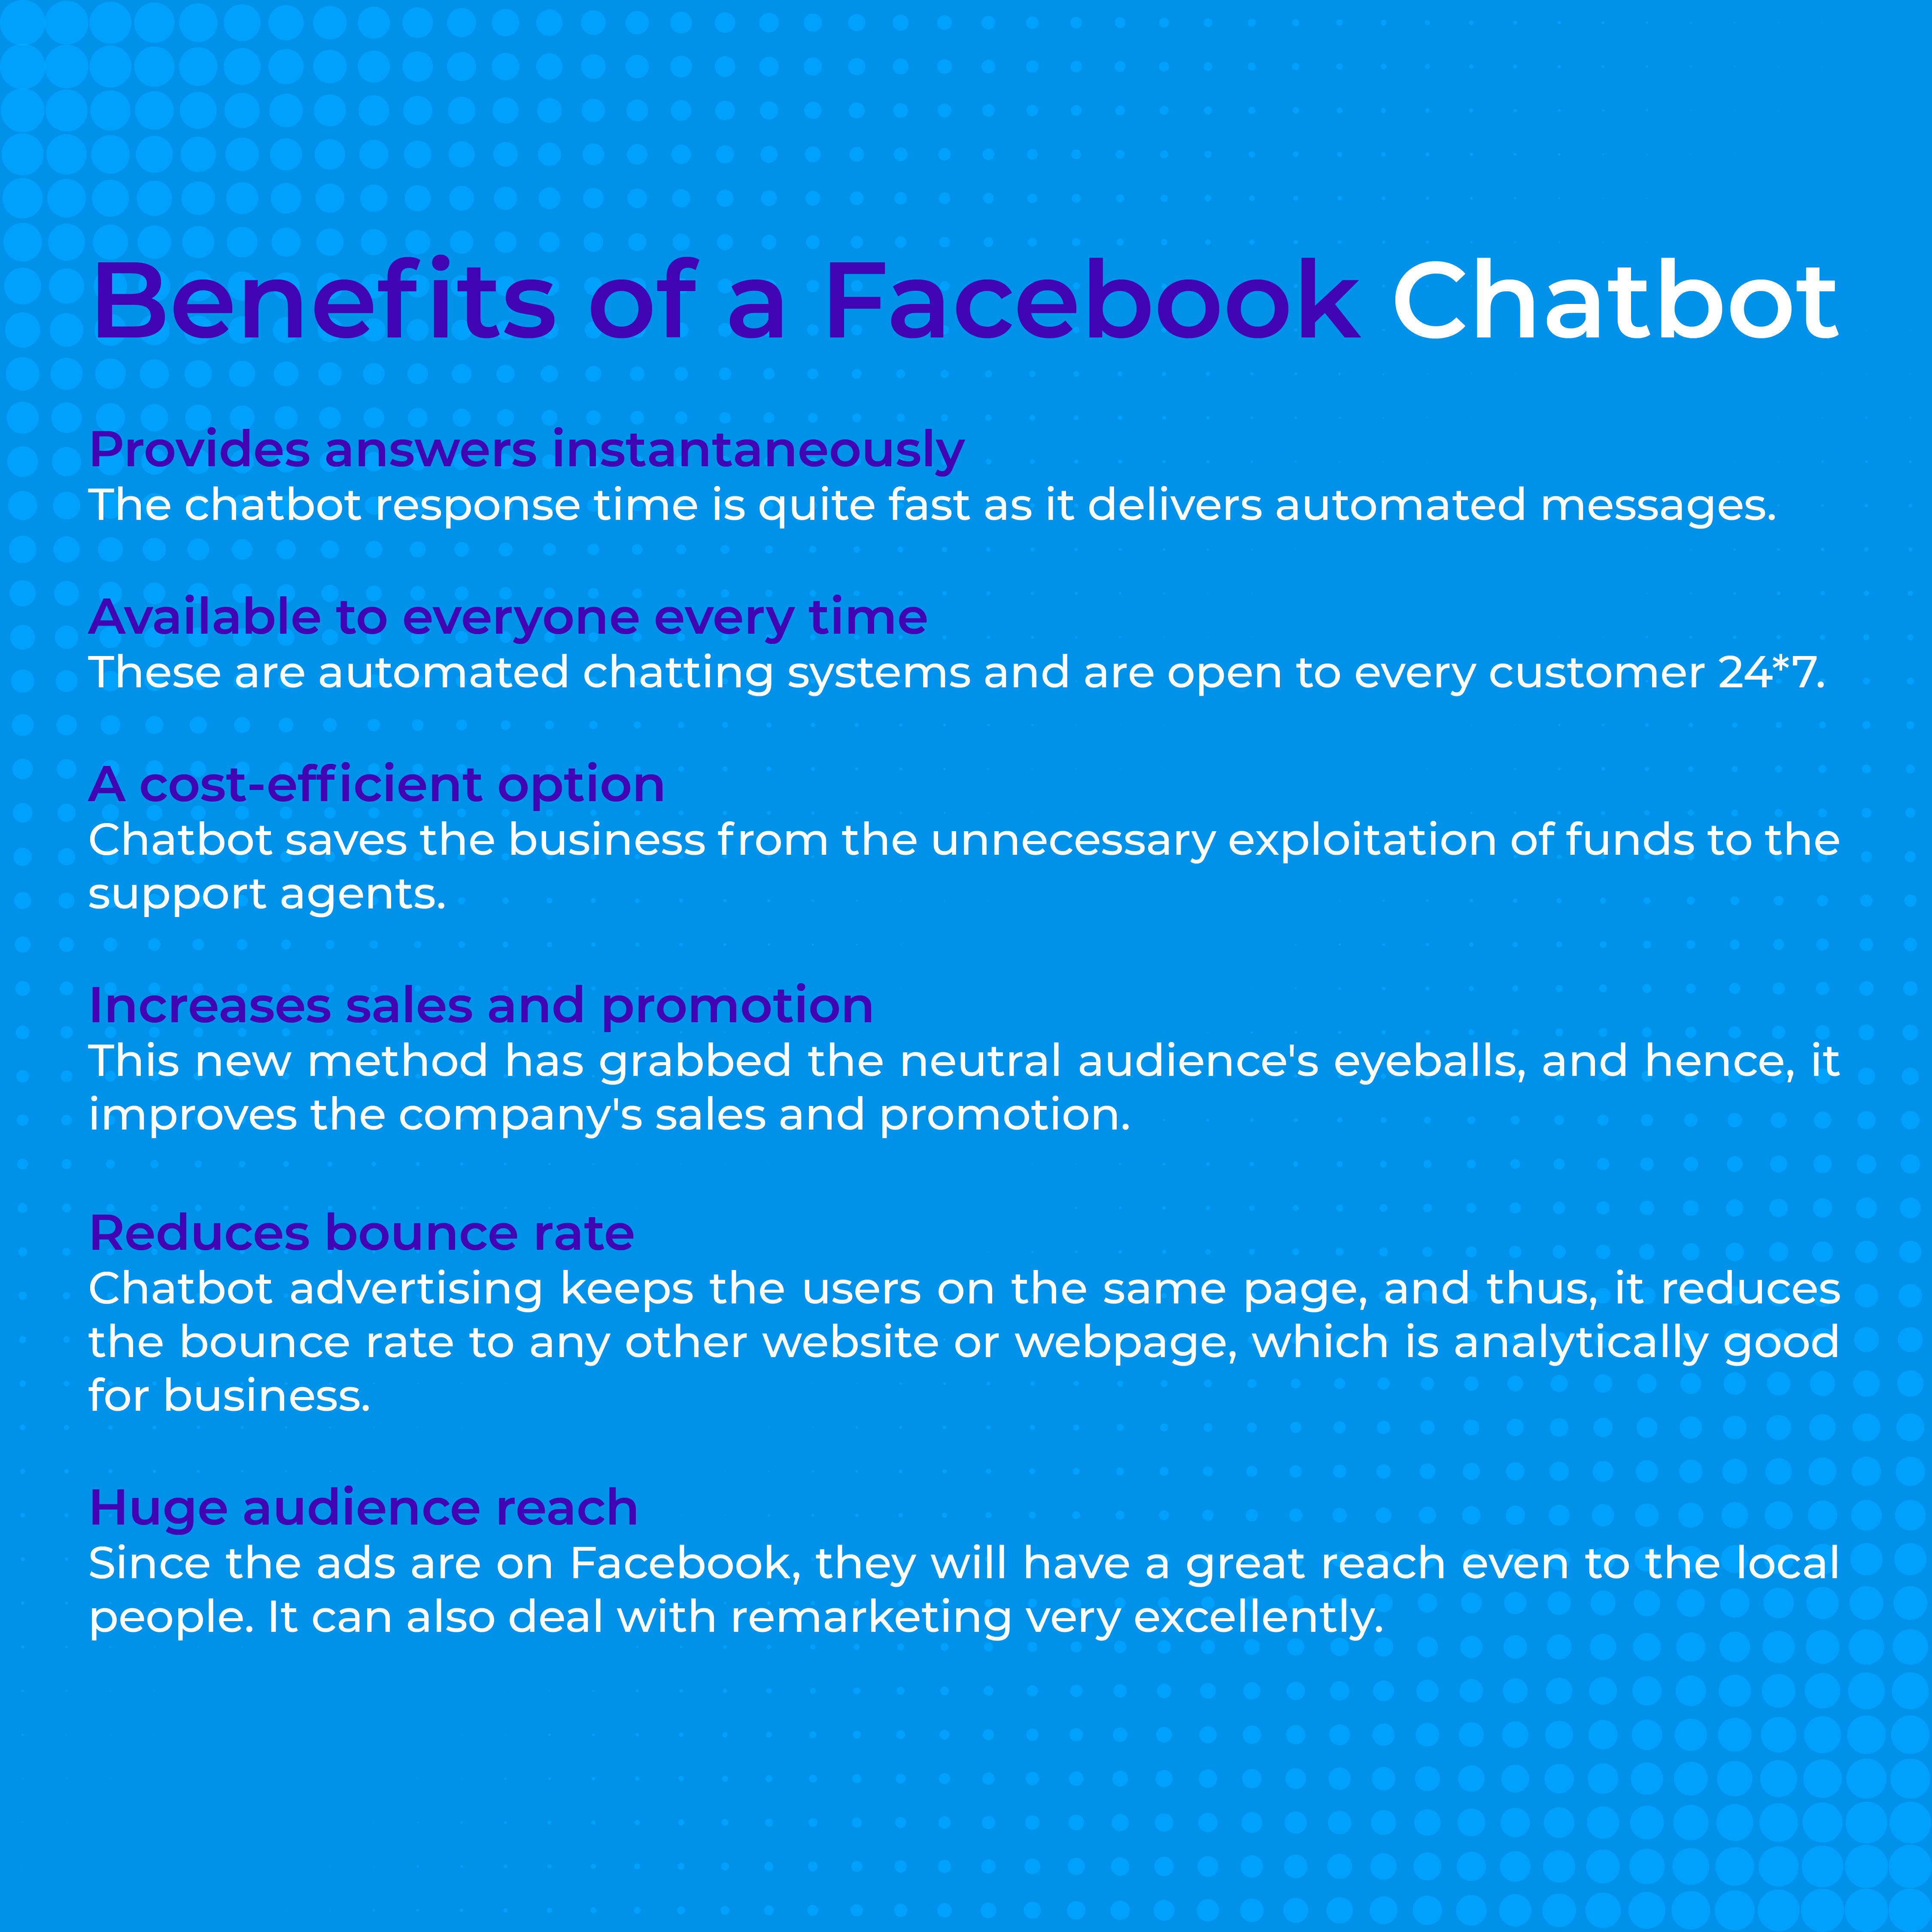 Benefits of a Facebook Chatbot
Provides answers instantaneously
The chatbot response time is quite fast as it delivers automated messages.
Available to everyone every time
These are automated chatting systems and are open to every customer 24*7.
A cost-efficient option
Chatbot saves the business from the unnecessary exploitation of funds to the
support agents.
Increases sales and promotion
This new method has grabbed the neutral audience's eyeballs, and hence, it
improves the company's sales and promotion.
Reduces bounce rate
Chatbot advertising keeps the users on the same page, and thus, it reduces
the bounce rate to any other website or webpage, which is analytically good
for business.
Huge audience reach
Since the ads are on Facebook, they will have a great reach even to the local
people. It can also deal with remarketing very excellently.